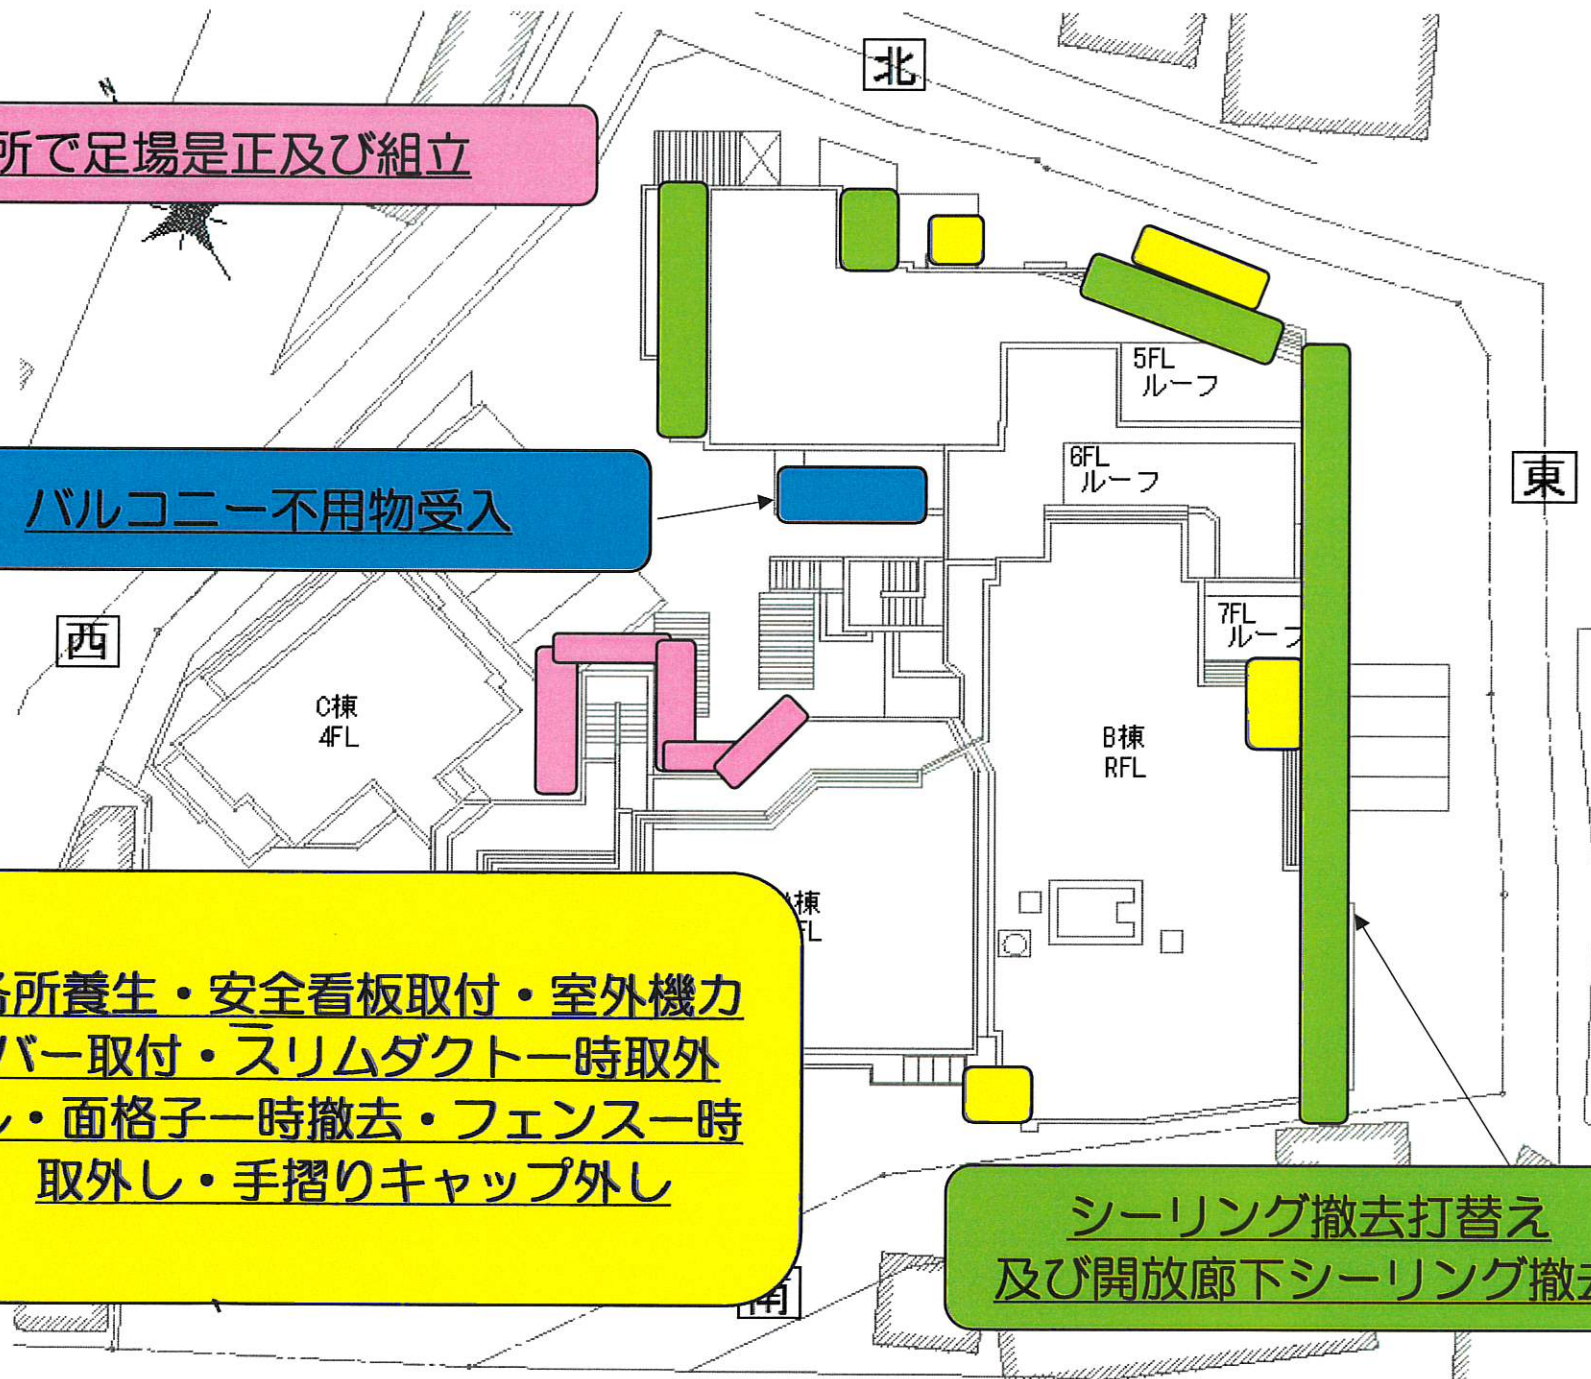 北
N
所で足場是正及び組立
5FL
ルーフ
6FL
ルーフ
東
バルコニー不用物受入
7FL
ルーフ
西
C棟
4FL
B棟
RFL
棟
FL
各所養生・安全看板取付・室外機カ
バー取付・スリムダクト一時取外
し・面格子一時撤去・フェンス一時
取外し・手摺りキャップ外し
シーリング撤去打替え
及び開放廊下シーリング撤去
南